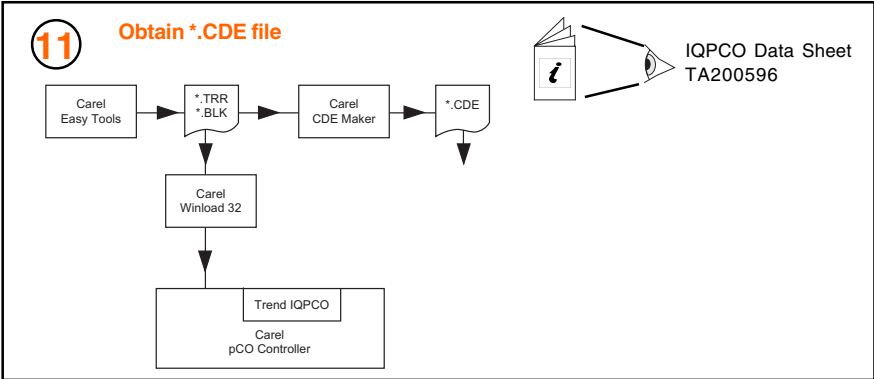 11
Obtain *.CDE file
i
IQPCO Data Sheet
TA200596
Carel
Easy Tools
*.TRR
*.BLK
Carel
CDE Maker
*.CDE
Carel
Winload 32
Trend IQPCO
Carel
pCO Controller